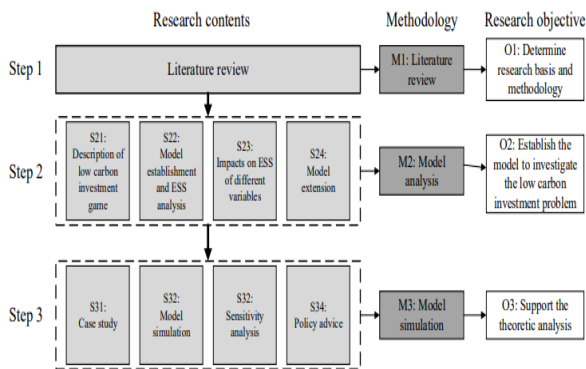 Research contents
Methodology
Research objective
Step 1
Literature review
M1: Literature
review
O1: Determine
research basis and
methodology
Step 2
S21:
Description of
low carbon
investment
game
S22:
Model
establishment
and ESS
analysis
S23:
Impacts on ESS
of different
variables
S24:
Model
extension
M2: Model
analysis
O2: Establish the
model to investigate
the low carbon
investment problem
Step 3
S31:
Case study
S32:
Model
simulation
S32:
Sensitivity
analysis
S34:
Policy advice
M3: Model
simulation
O3: Support the
theoretic analysis